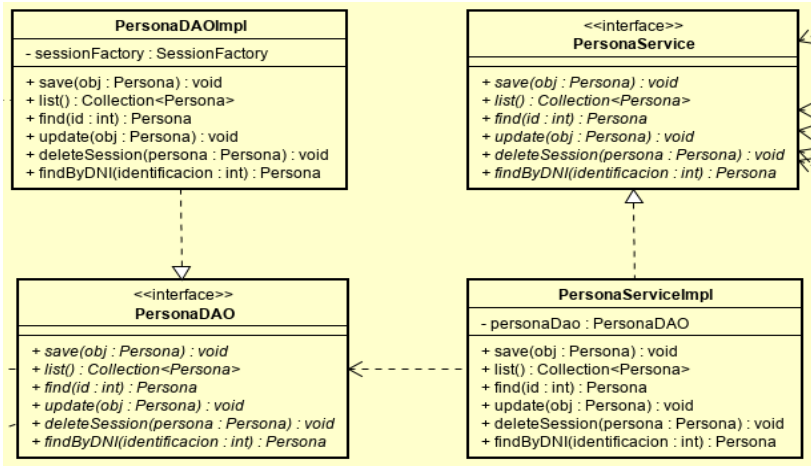 PersonaDAOImpl
- sessionFactory : SessionFactory
+ save(obj : Persona) : void
+ list() : Collection<Persona>
+ find(id : int) : Persona
+ update(obj : Persona) : void
+ deleteSession(persona : Persona) : void
+ findByDNI(identificacion : int) : Persona
<<interface>>
PersonaService
+ save(obj : Persona) : void
+ list() : Collection<Persona>
+ find(id : int) : Persona
+ update(obj : Persona) : void
+ deleteSession(persona : Persona) : void
+ findByDNI(identificacion : int) : Persona
<<interface>>
PersonaDAO
+ save(obj : Persona) : void
+ list() : Collection<Persona>
+ find(id : int) : Persona
+ update(obj : Persona) : void
+ deleteSession(persona : Persona) : void
+ findByDNI(identificacion : int) : Persona
PersonaServiceImpl
- personaDao : PersonaDAO
+ save(obj : Persona) : void
+ list() : Collection<Persona>
+ find(id : int) : Persona
+ update(obj : Persona) : void
+ deleteSession(persona : Persona) : void
+ findByDNI(identificacion : int) : Persona